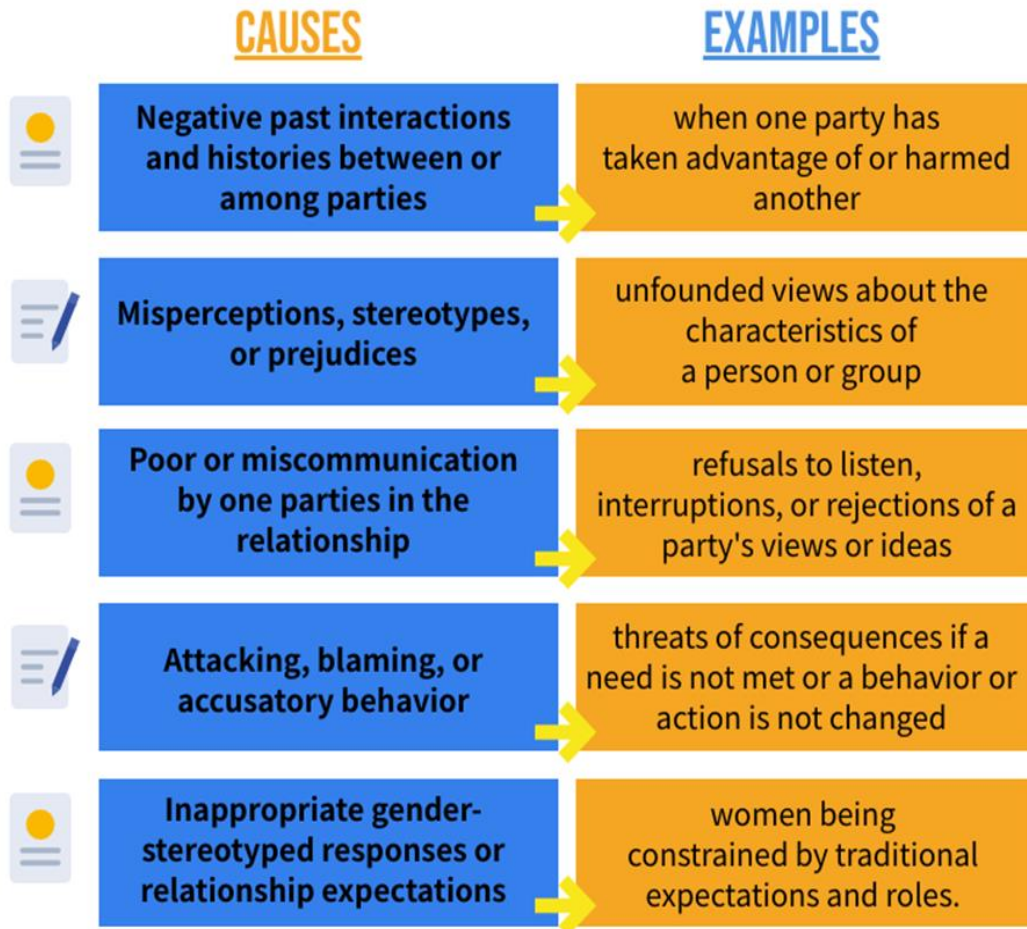 CAUSES
EXAMPLES
Negative past interactions
and histories between or
among parties
when one party has
taken advantage of or harmed
another
Misperceptions, stereotypes,
or prejudices
unfounded views about the
characteristics of
a person or group
Poor or miscommunication
by one parties in the
relationship
refusals to listen,
interruptions, or rejections of a
party's views or ideas
Attacking, blaming, or
accusatory behavior
threats of consequences if a
need is not met or a behavior or
action is not changed
Inappropriate gender-
stereotyped responses or
relationship expectations
women being
constrained by traditional
expectations and roles.